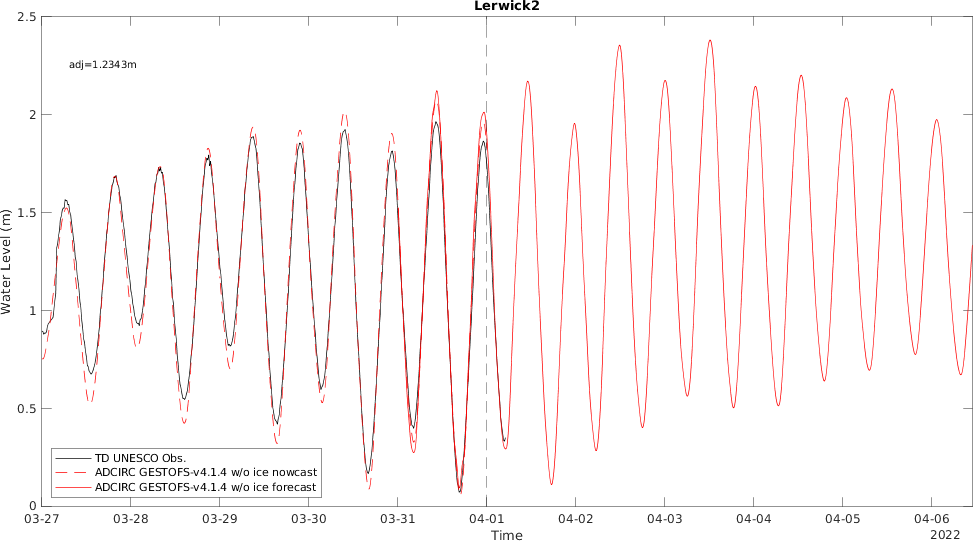 Lerwick2
2.5
adj=1.2343m
2
1.5
Water Level (m)
1
0.5
TD UNESCO Obs.
ADCIRC GESTOFS-v4.1.4 w/o ice nowcast
ADCIRC GESTOFS-v4.1.4 w/o ice forecast
0
03-27 03-28 03-29 03-30 03-31 04-01 04-02 04-03 04-04 04-05 04-06
Time
2022